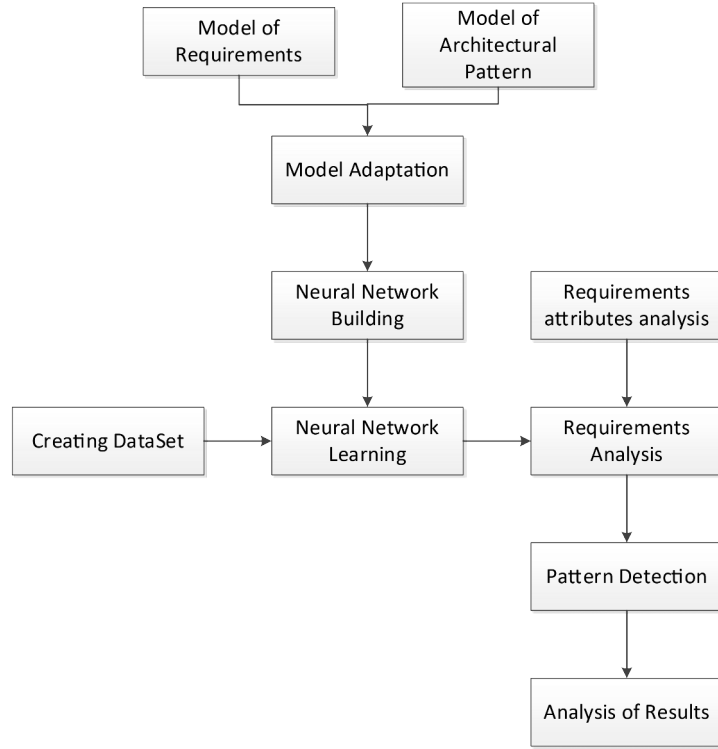 Model of
Requirements
Model of
Architectural
Pattern
Model Adaptation
Neural Network
Building
Requirements
attributes analysis
Creating DataSet
Neural Network
Learning
Requirements
Analysis
Pattern Detection
Analysis of Results